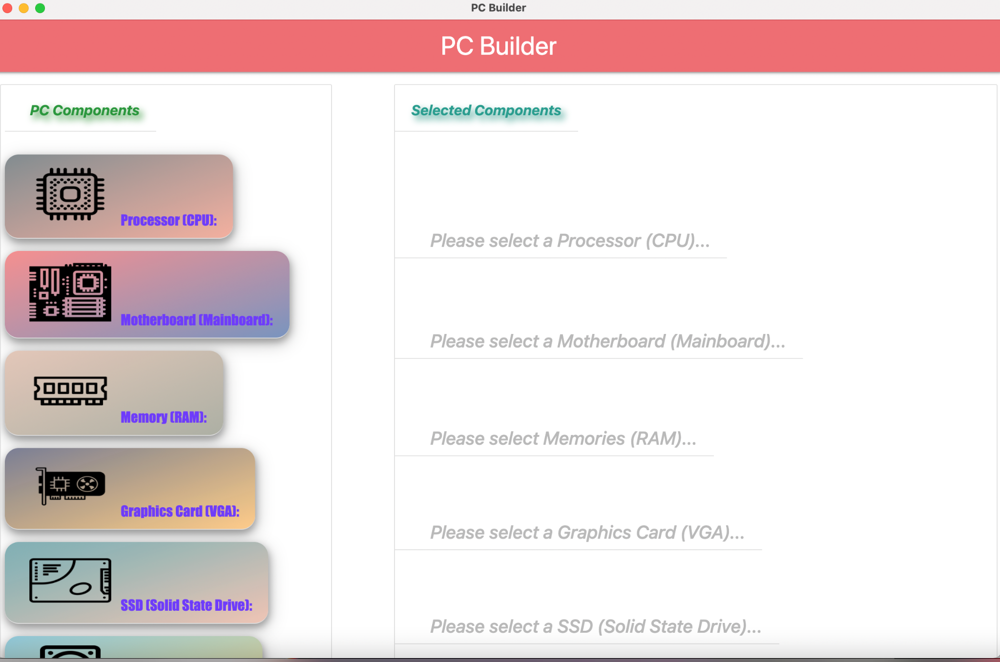 PC Builder
PC Builder
PC Components
Selected Components
Processor (CPU):
Please select a Processor (CPU)...
Motherboard (Mainboard):
Please select a Motherboard (Mainboard)...
Memory (RAM):
Please select Memories (RAM)...
Graphics Card (VGA):
Please select a Graphics Card (VGA)...
SSD (Solid State Drive):
Please select a SSD (Solid State Drive)...